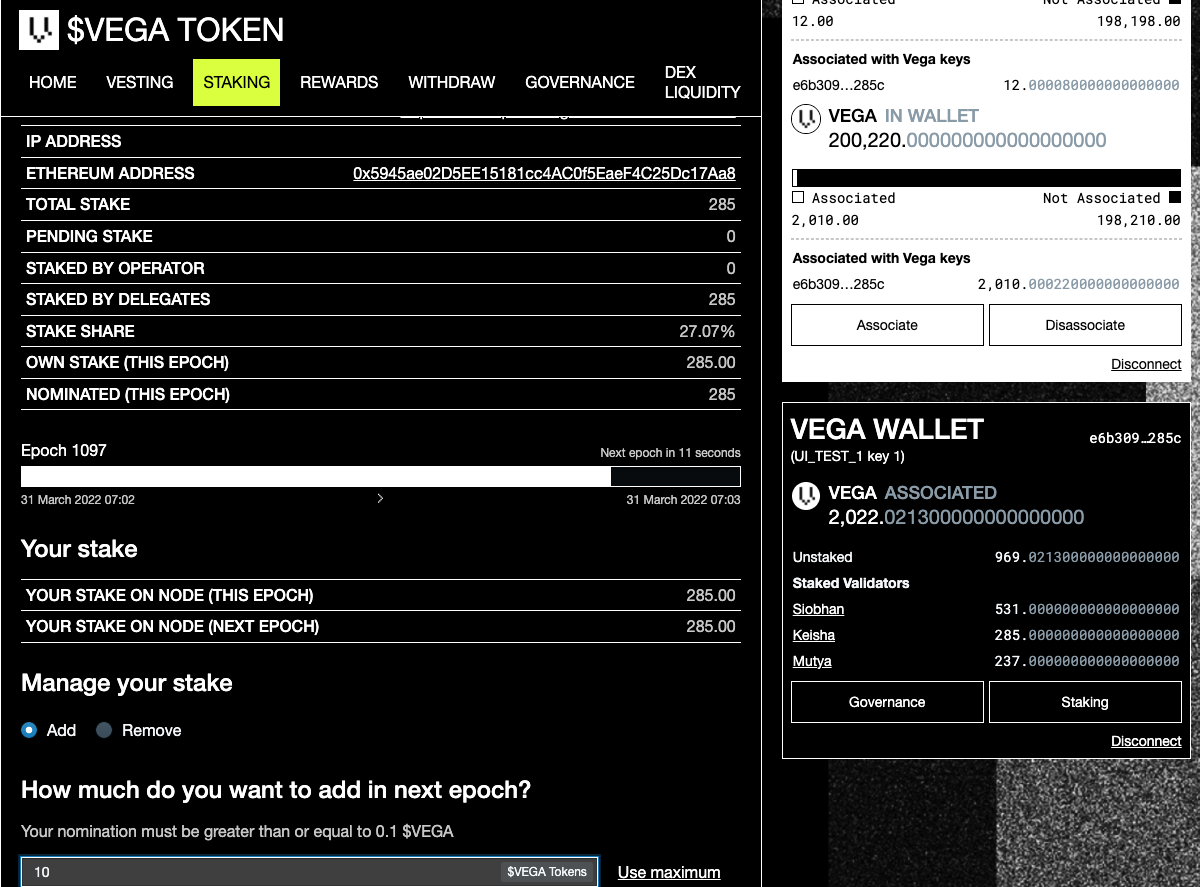 $VEGA TOKEN
HOME VESTING STAKING REWARDS WITHDRAW GOVERNANCE DEX LIQUIDITY
IP ADDRESS
ETHEREUM ADDRESS 0x5945ae02D5EE15181cc4AC0f5EaeF4C25Dc17Aa8
TOTAL STAKE 285
PENDING STAKE 0
STAKED BY OPERATOR 0
STAKED BY DELEGATES 285
STAKE SHARE 27.07%
OWN STAKE (THIS EPOCH) 285.00
NOMINATED (THIS EPOCH) 285
Epoch 1097 Next epoch in 11 seconds
31 March 2022 07:02 31 March 2022 07:03
Your stake
YOUR STAKE ON NODE (THIS EPOCH) 285.00
YOUR STAKE ON NODE (NEXT EPOCH) 285.00
Manage your stake
Add Remove
How much do you want to add in next epoch?
Your nomination must be greater than or equal to 0.1 $VEGA
10 $VEGA Tokens Use maximum
Associated Not Associated
12.00 198,198.00
Associated with Vega keys
e6b309…285c 12.000080000000000000
VEGA IN WALLET
200,220.000000000000000000
Associated Not Associated
2,010.00 198,210.00
Associated with Vega keys
e6b309…285c 2,010.000220000000000000
Associate Disassociate
Disconnect
VEGA WALLET e6b309…285c
(UI_TEST_1 key 1)
VEGA ASSOCIATED
2,022.021300000000000000
Unstaked 969.021300000000000000
Staked Validators
Siobhan 531.000000000000000000
Keisha 285.000000000000000000
Mutya 237.000000000000000000
Governance Staking
Disconnect